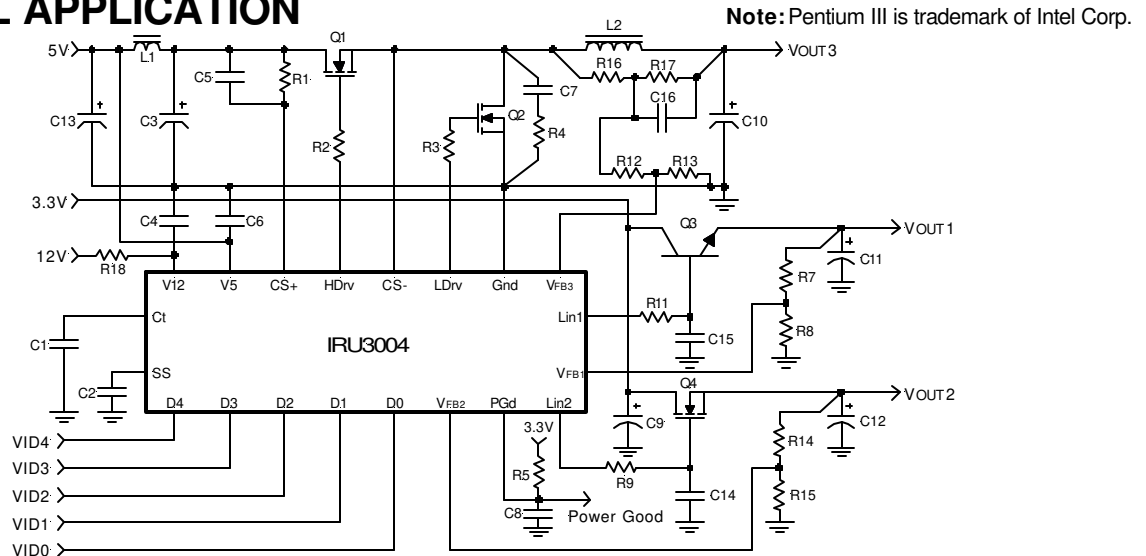 L APPLICATION
Note: Pentium III is trademark of Intel Corp.
L2
Q1
5V
L1
VOUT3
R16
R17
C5
R1
C7
C16
C13
C3
Q2
C10
R2
R3
R4
R12
R13
3.3V
C4
C6
Q3
VOUT1
12V
R18
C11
R7
V12
V5
CS+
HDrv
CS-
LDrv
Gnd
VFB3
R11
Ct
Lin1
R8
C1
IRU3004
C15
SS
VFB1
C2
Q4
VOUT2
D4
D3
D2
D1
D0
VFB2
PGd
Lin2
3.3V
C9
C12
VID4
R14
VID3
R5
R9
VID2
C14
R15
VID1
C8
Power Good
VID0